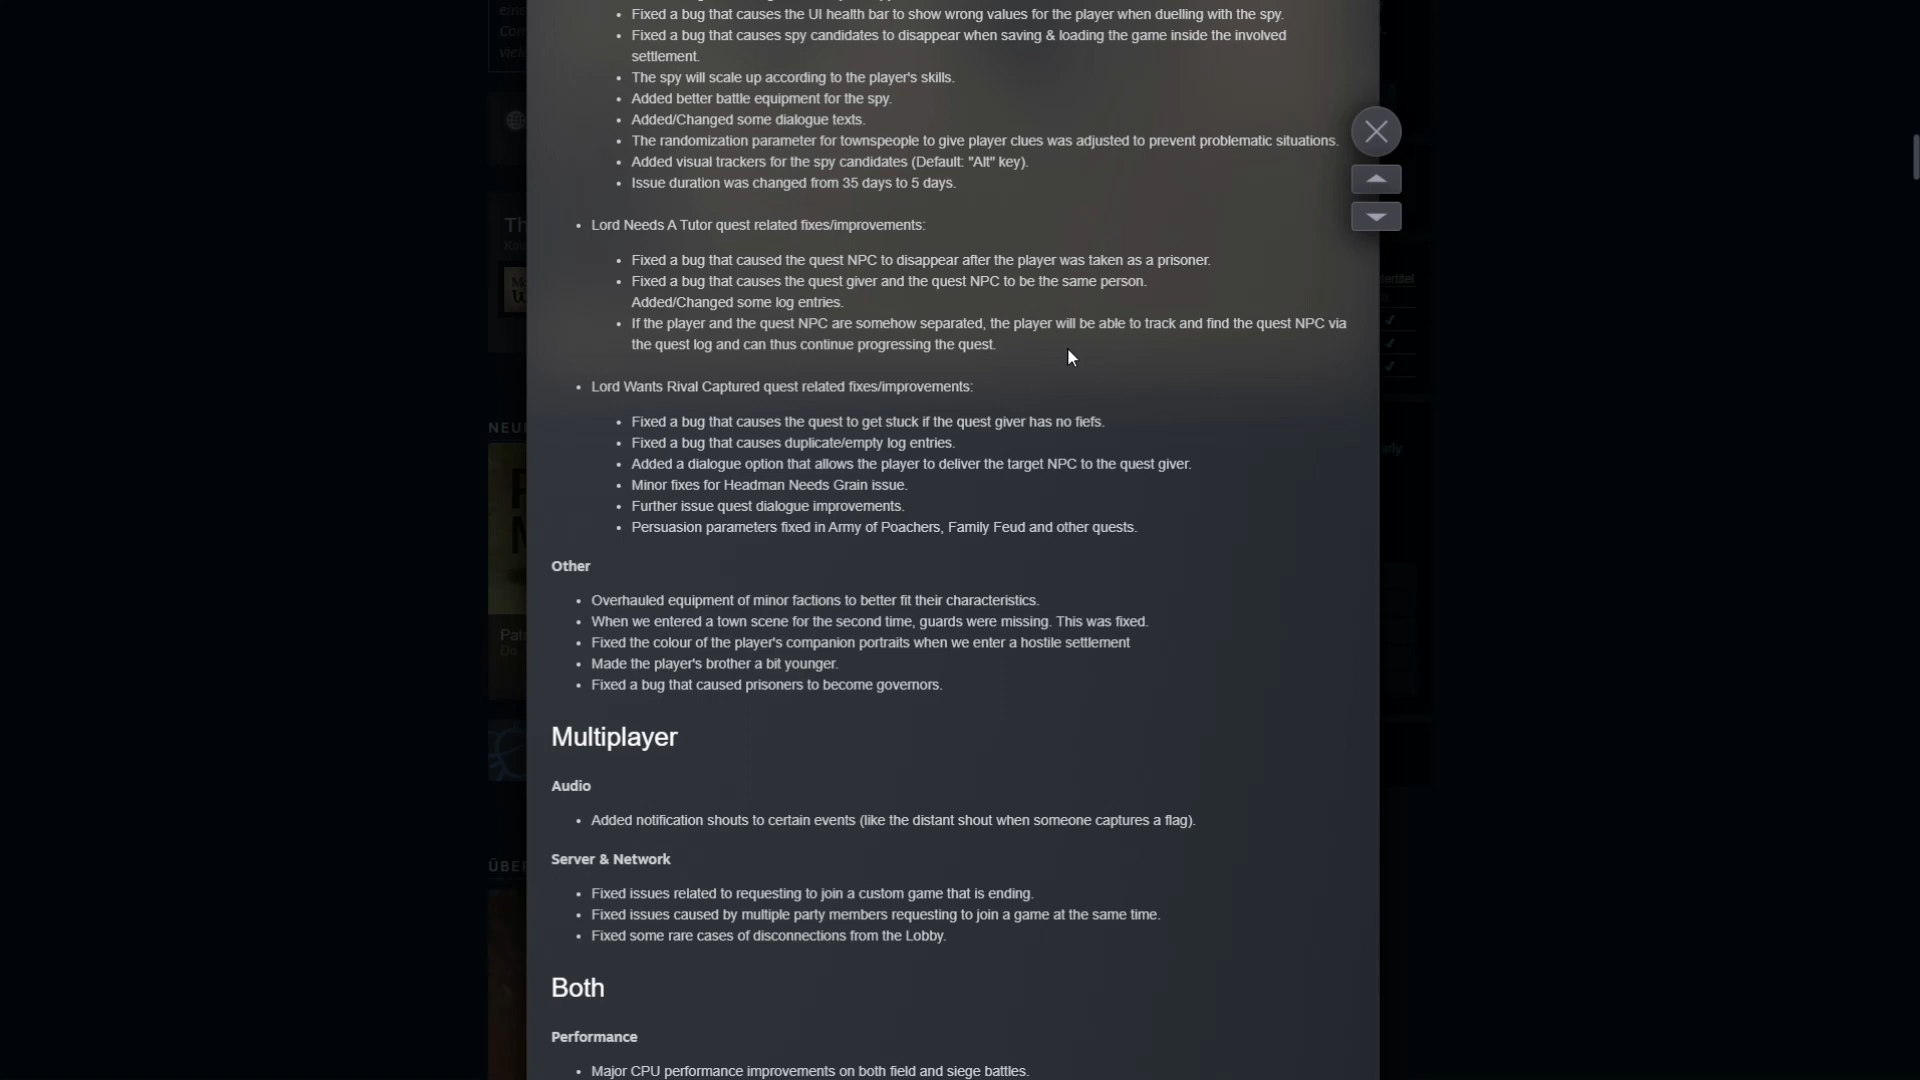 Fixed a bug that causes the UI health bar to show wrong values for the player when duelling with the spy.
Fixed a bug that causes spy candidates to disappear when saving & loading the game inside the involved
settlement.
The spy will scale up according to the player's skills.
Added better battle equipment for the spy.
Added/Changed some dialogue texts.
The randomization parameter for townspeople to give player clues was adjusted to prevent problematic situations.
Added visual trackers for the spy candidates (Default: "Alt" key).
Issue duration was changed from 35 days to 5 days.
Lord Needs A Tutor quest related fixes/improvements:
Fixed a bug that caused the quest NPC to disappear after the player was taken as a prisoner.
Fixed a bug that causes the quest giver and the quest NPC to be the same person.
Added/Changed some log entries.
If the player and the quest NPC are somehow separated, the player will be able to track and find the quest NPC via
the quest log and can thus continue progressing the quest.
Lord Wants Rival Captured quest related fixes/improvements:
Fixed a bug that causes the quest to get stuck if the quest giver has no fiefs.
Fixed a bug that causes duplicate/empty log entries.
Added a dialogue option that allows the player to deliver the target NPC to the quest giver.
Minor fixes for Headman Needs Grain issue.
Further issue quest dialogue improvements.
Persuasion parameters fixed in Army of Poachers, Family Feud and other quests.
Other
Overhauled equipment of minor factions to better fit their characteristics.
When we entered a town scene for the second time, guards were missing. This was fixed.
Fixed the colour of the player's companion portraits when we enter a hostile settlement
Made the player's brother a bit younger.
Fixed a bug that caused prisoners to become governors.
Multiplayer
Audio
Added notification shouts to certain events (like the distant shout when someone captures a flag).
Server & Network
Fixed issues related to requesting to join a custom game that is ending.
Fixed issues caused by multiple party members requesting to join a game at the same time.
Fixed some rare cases of disconnections from the Lobby.
Both
Performance
Major CPU performance improvements on both field and siege battles.